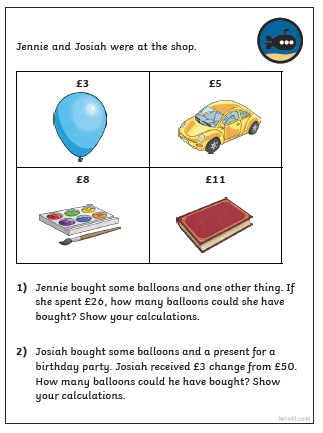 Jennie and Josiah were at the shop.
£3
£5
£8
£11
1) Jennie bought some balloons and one other thing. If
she spent £26, how many balloons could she have
bought? Show your calculations.
2) Josiah bought some balloons and a present for a
birthday party. Josiah received £3 change from £50.
How many balloons could he have bought? Show
your calculations.
twinkl.com